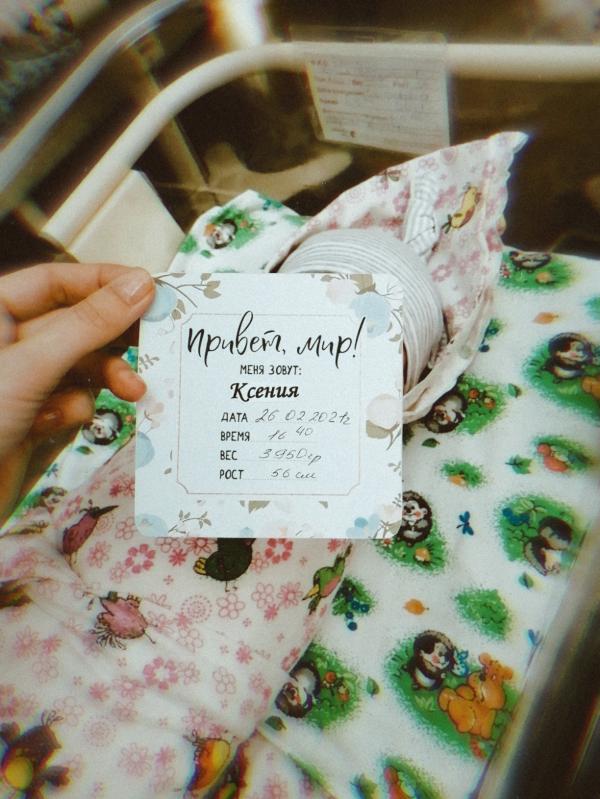 Привет, мир!
МЕНЯ ЗОВУТ:
Ксения
ДАТА 26.02.2021г
ВРЕМЯ 16 40
ВЕС 3950гр
РОСТ 56 см